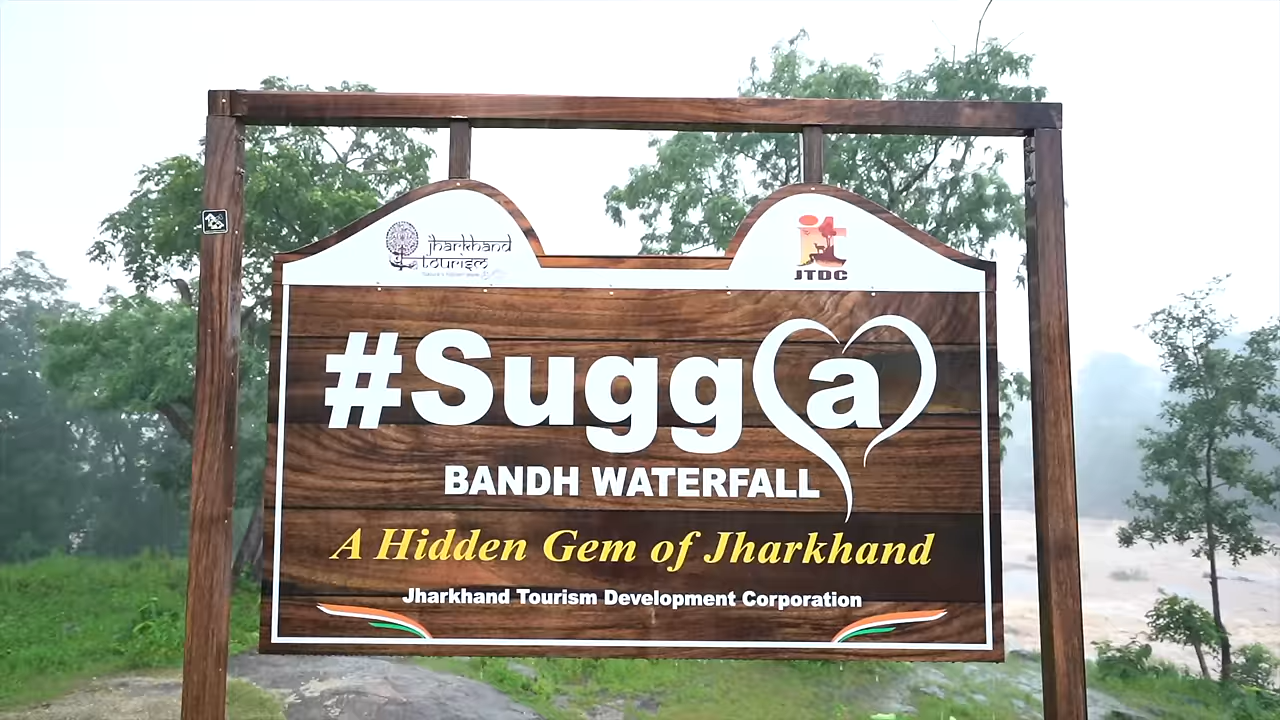 jharkhand
tourism
JTDC
#Sugga
BANDH WATERFALL
A Hidden Gem of Jharkhand
Jharkhand Tourism Development Corporation